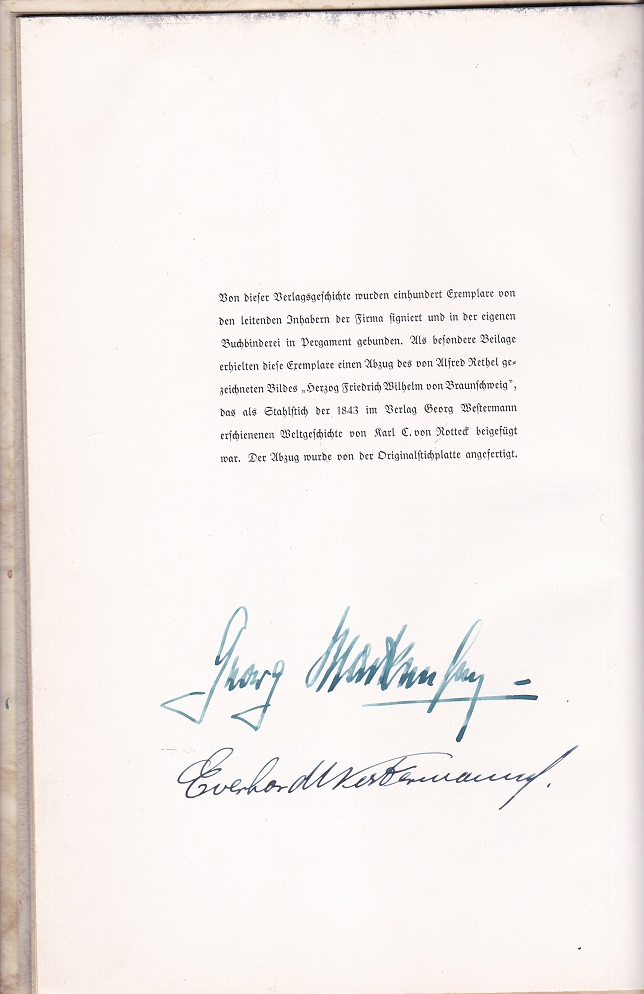 Von dieser Verlagsgeschichte wurden einhundert Exemplare von
den leitenden Inhabern der Firma signiert und in der eigenen
Buchbinderei in Pergament gebunden. Als besondere Beilage
erhielten diese Exemplare einen Abzug des von Alfred Rethel ge-
zeichneten Bildes „Herzog Friedrich Wilhelm von Braunschweig“,
das als Stahlstich der 1843 im Verlag Georg Westermann
erschienenen Weltgeschichte von Karl C. von Rotteck beigefügt
war. Der Abzug wurde von der Originalstichplatte angefertigt.
Georg Mackensen
Everhard Westermann